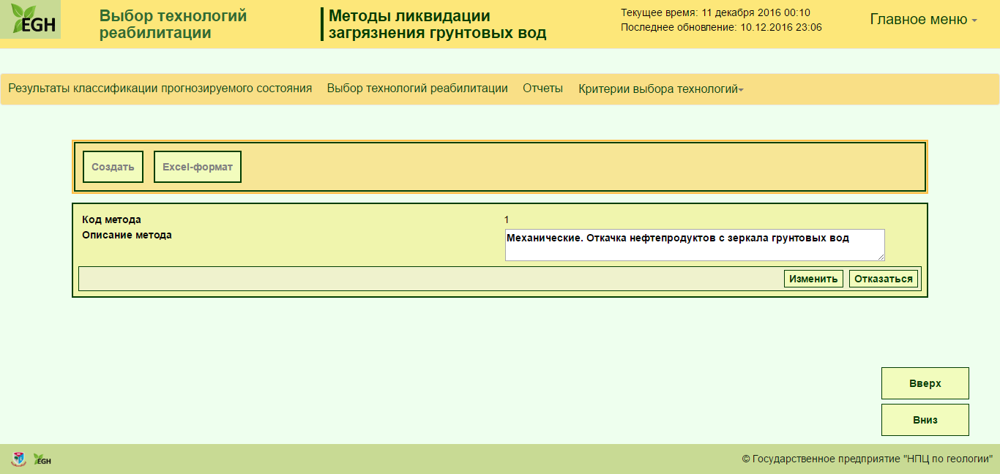 EGH
Выбор технологий
реабилитации
Методы ликвидации
загрязнения грунтовых вод
Текущее время: 11 декабря 2016 00:10
Последнее обновление: 10.12.2016 23:06
Главное меню
Результаты классификации прогнозируемого состояния Выбор технологий реабилитации Отчеты Критерии выбора технологий
Создать Excel-формат
Код метода 1
Описание метода Механические. Откачка нефтепродуктов с зеркала грунтовых вод
Изменить Отказаться
Вверх
Вниз
EGH © Государственное предприятие "НПЦ по геологии"